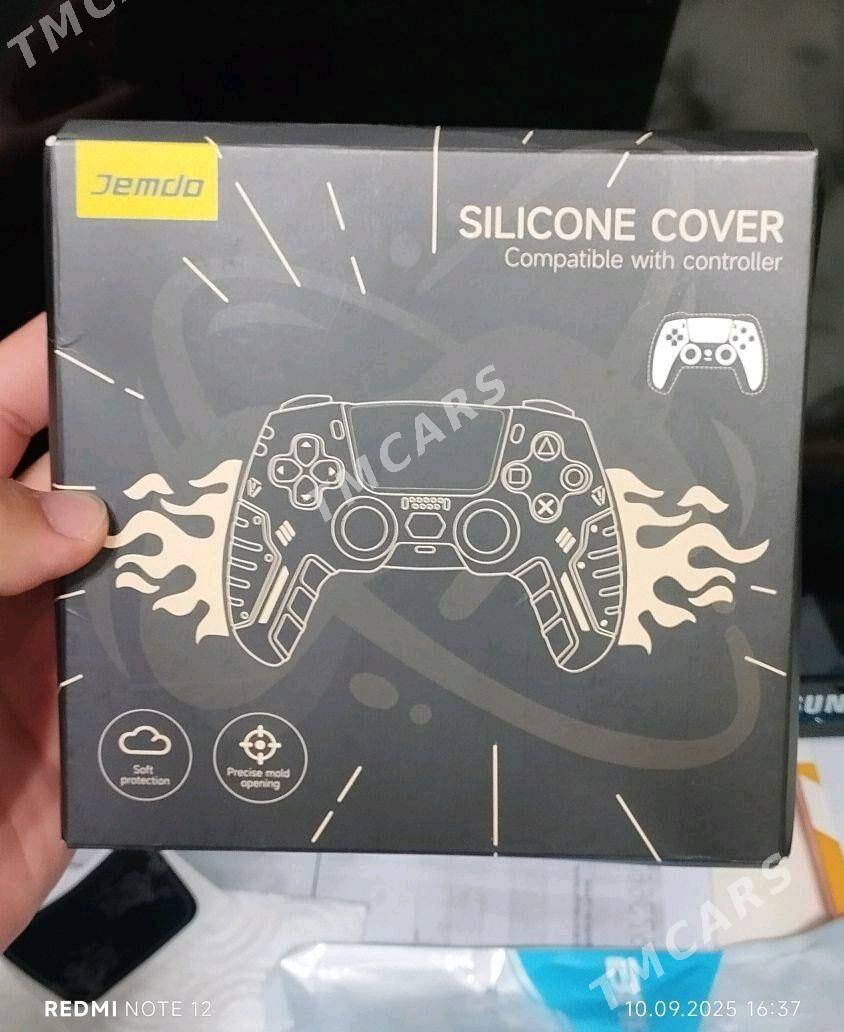 TMCARS
Jemdo
SILICONE COVER
Compatible with controller
TMCARS
Soft
protection
Precise mold
opening
SUN
TMCARS
REDMI NOTE 12
10.09.2025 16:37